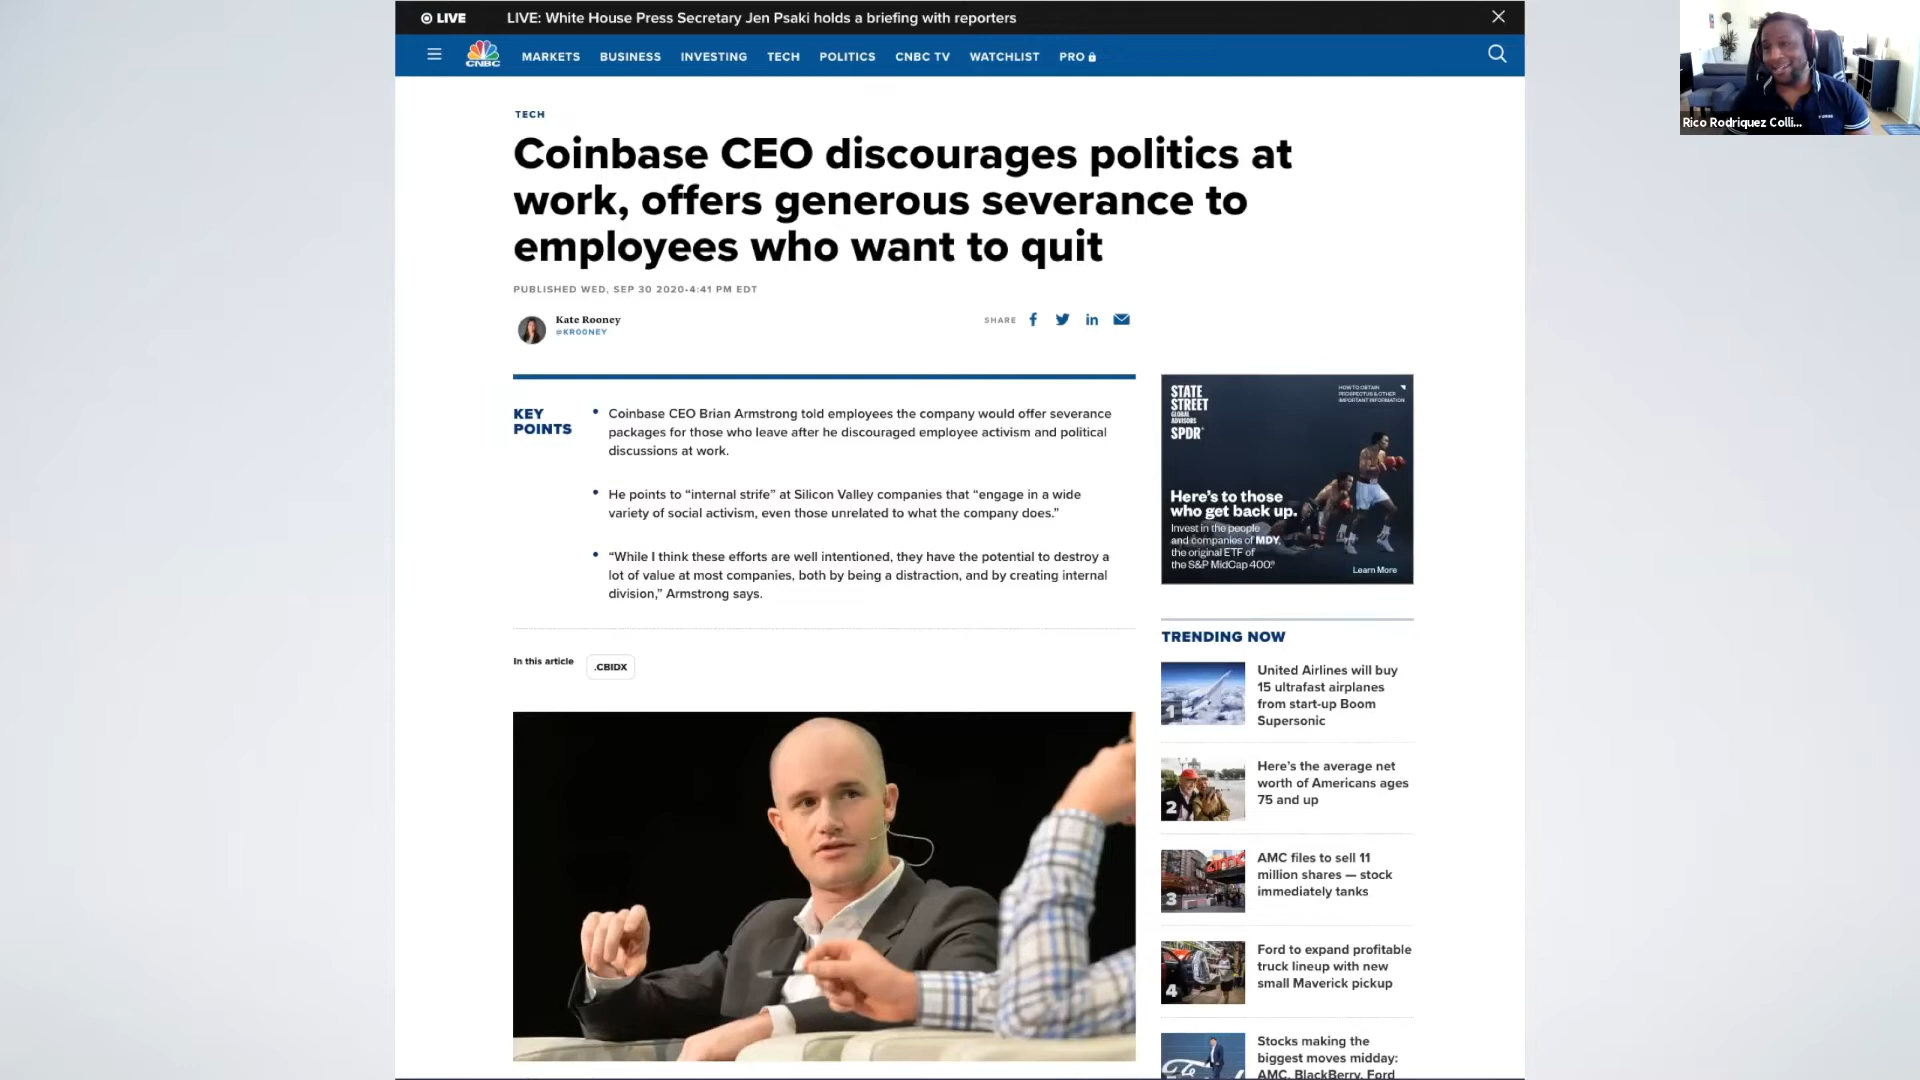 LIVE
LIVE: White House Press Secretary Jen Psaki holds a briefing with reporters
CNBC
MARKETS
BUSINESS
INVESTING
TECH
POLITICS
CNBC TV
WATCHLIST
PRO
Rico Rodriquez Colli...
TECH
Coinbase CEO discourages politics at
work, offers generous severance to
employees who want to quit
PUBLISHED WED, SEP 30 2020•4:41 PM EDT
Kate Rooney
@KR00NEY
SHARE
KEY
POINTS
• Coinbase CEO Brian Armstrong told employees the company would offer severance
packages for those who leave after he discouraged employee activism and political
discussions at work.
• He points to “internal strife” at Silicon Valley companies that “engage in a wide
variety of social activism, even those unrelated to what the company does.”
• “While I think these efforts are well intentioned, they have the potential to destroy a
lot of value at most companies, both by being a distraction, and by creating internal
division,” Armstrong says.
In this article
.CBIDX
STATE
STREET
GLOBAL
ADVISORS
SPDR®
HOW TO OBTAIN
PROSPECTUS & OTHER
IMPORTANT INFORMATION
Here’s to those
who get back up.
Invest in the people
and companies of MDY,
the original ETF of
the S&P MidCap 400®
Learn More
TRENDING NOW
1
United Airlines will buy
15 ultrafast airplanes
from start-up Boom
Supersonic
2
Here’s the average net
worth of Americans ages
75 and up
3
AMC files to sell 11
million shares — stock
immediately tanks
4
Ford to expand profitable
truck lineup with new
small Maverick pickup
Stocks making the
biggest moves midday:
AMC, BlackBerry, Ford